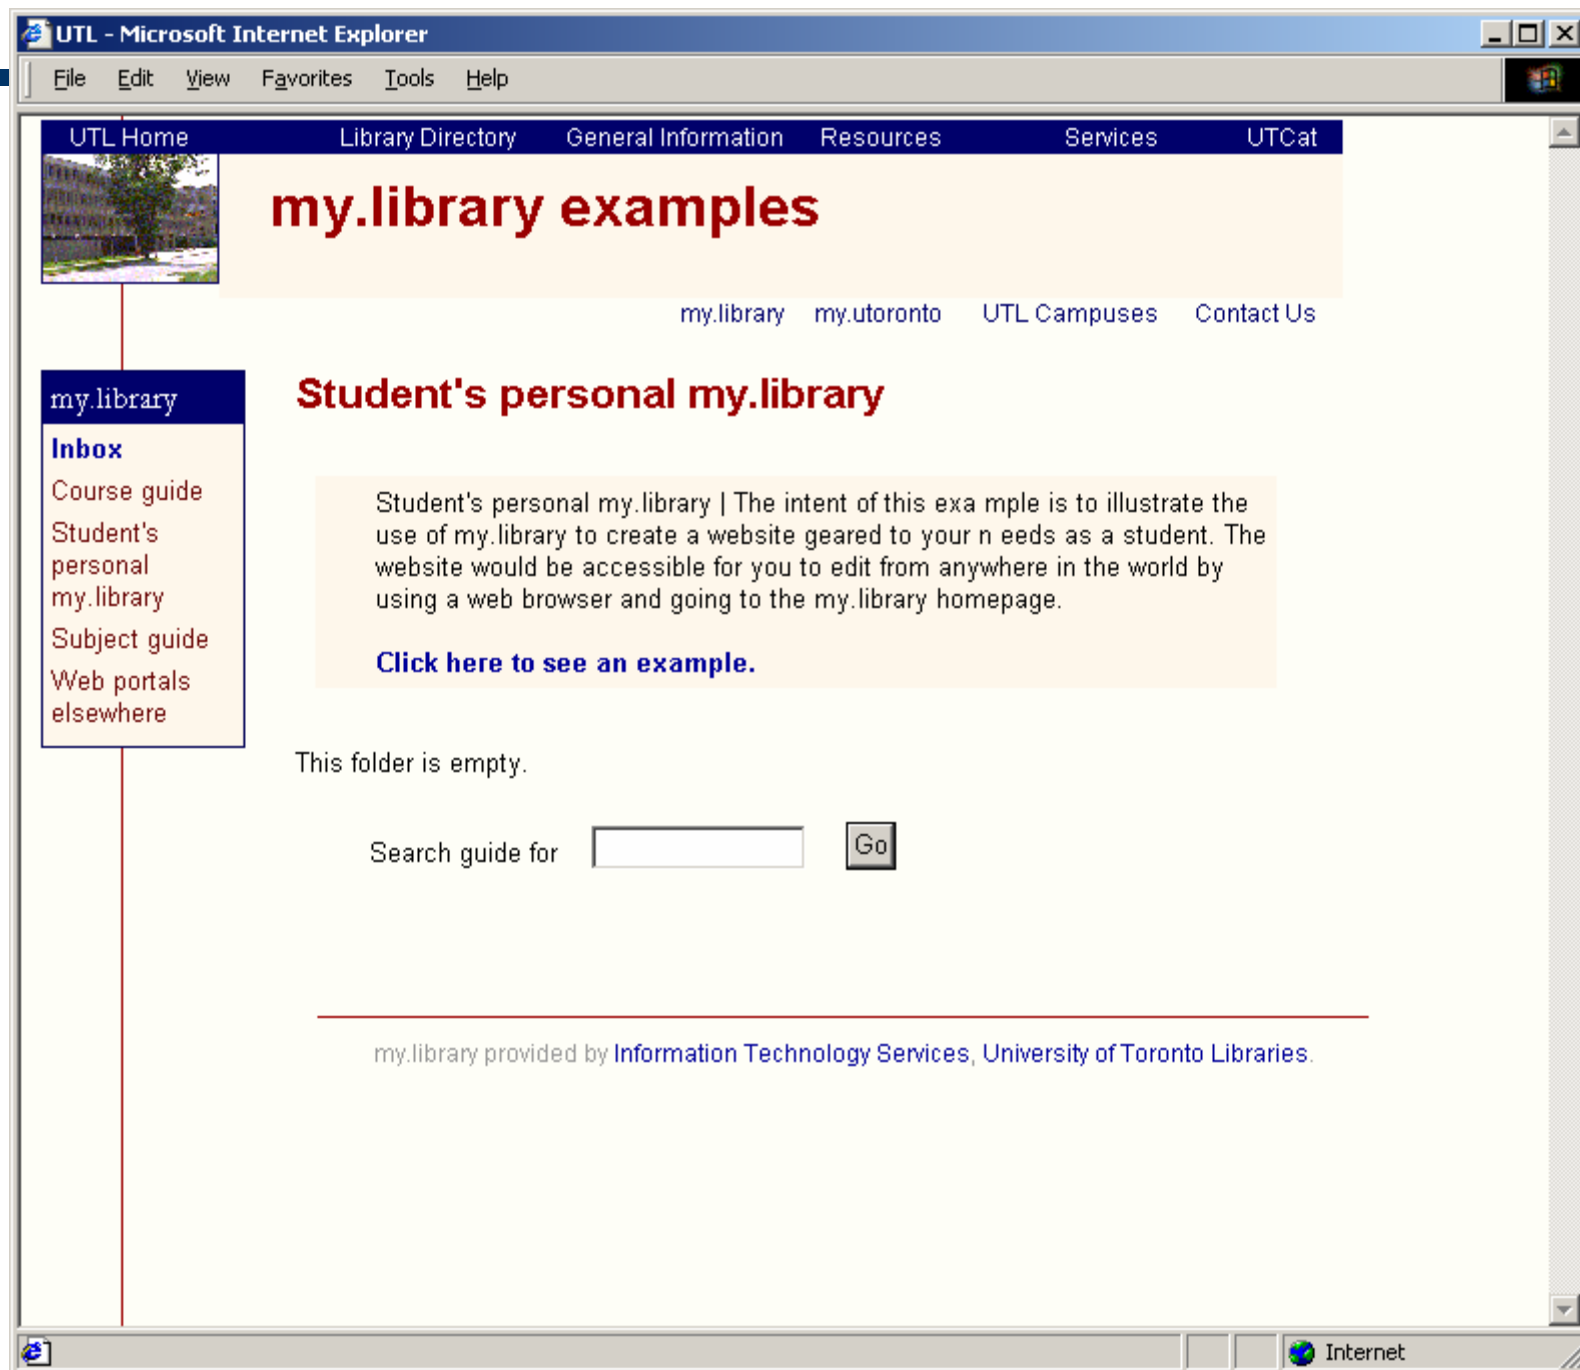 UTL - Microsoft Internet Explorer
File Edit View Favorites Tools Help
UTL Home Library Directory General Information Resources Services UTCat
my.library examples
my.library my.utoronto UTL Campuses Contact Us
my.library
Inbox
Course guide
Student's
personal
my.library
Subject guide
Web portals
elsewhere
Student's personal my.library
Student's personal my.library | The intent of this exa mple is to illustrate the
use of my.library to create a website geared to your n eeds as a student. The
website would be accessible for you to edit from anywhere in the world by
using a web browser and going to the my.library homepage.
Click here to see an example.
This folder is empty.
Search guide for Go
my.library provided by Information Technology Services, University of Toronto Libraries.
Internet